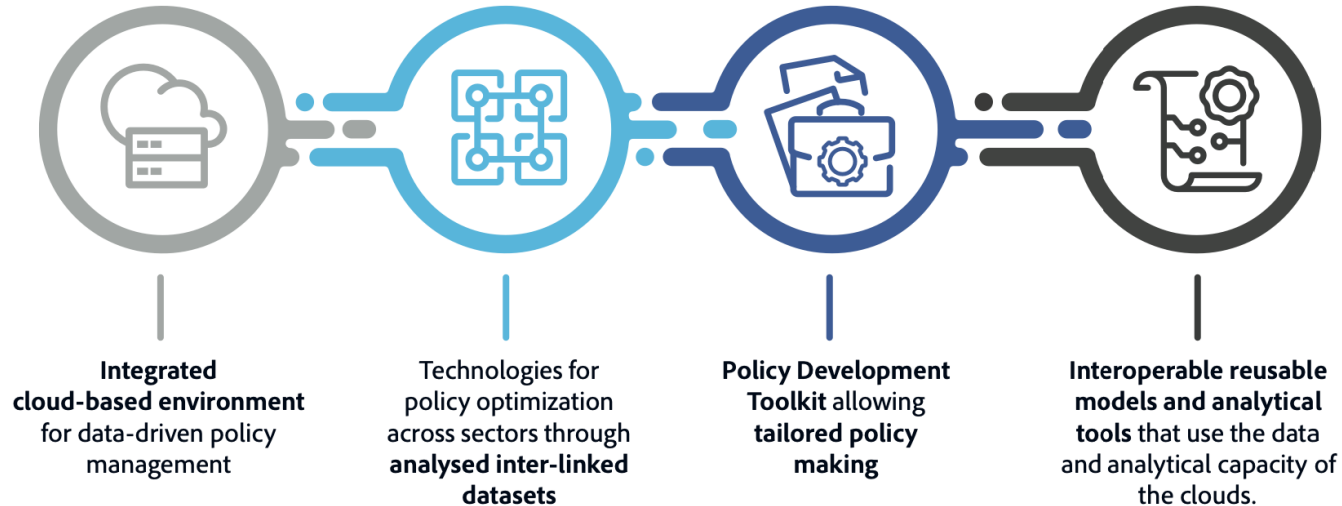 Integrated
cloud-based environment
for data-driven policy
management
Technologies for
policy optimization
across sectors through
analysed inter-linked
datasets
Policy Development
Toolkit allowing
tailored policy
making
Interoperable reusable
models and analytical
tools that use the data
and analytical capacity of
the clouds.